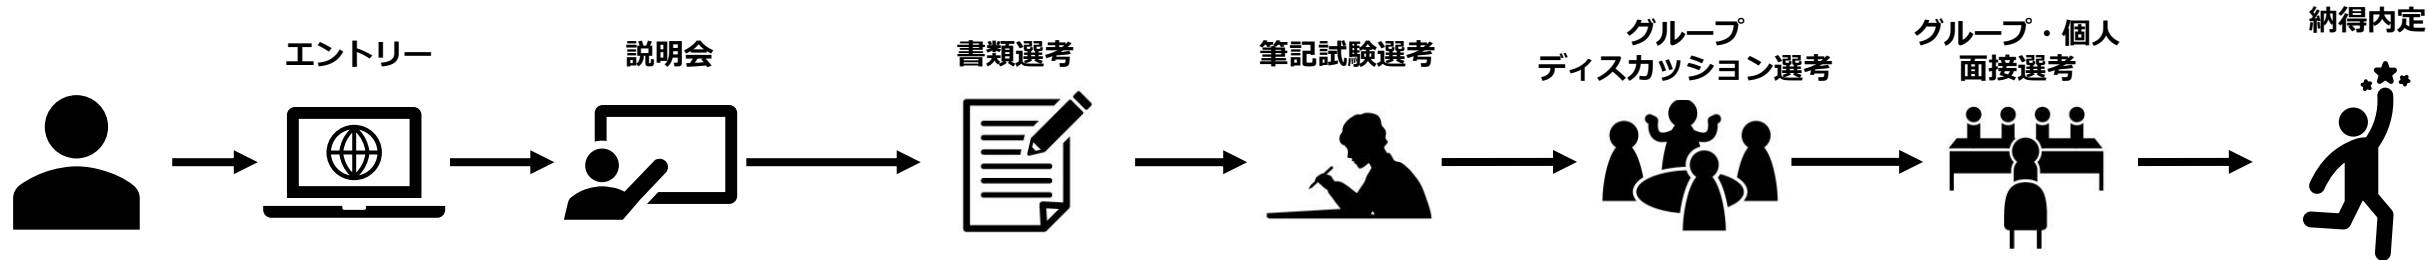 エントリー
説明会
書類選考
筆記試験選考
グループ
ディスカッション選考
グループ・個人
面接選考
納得内定